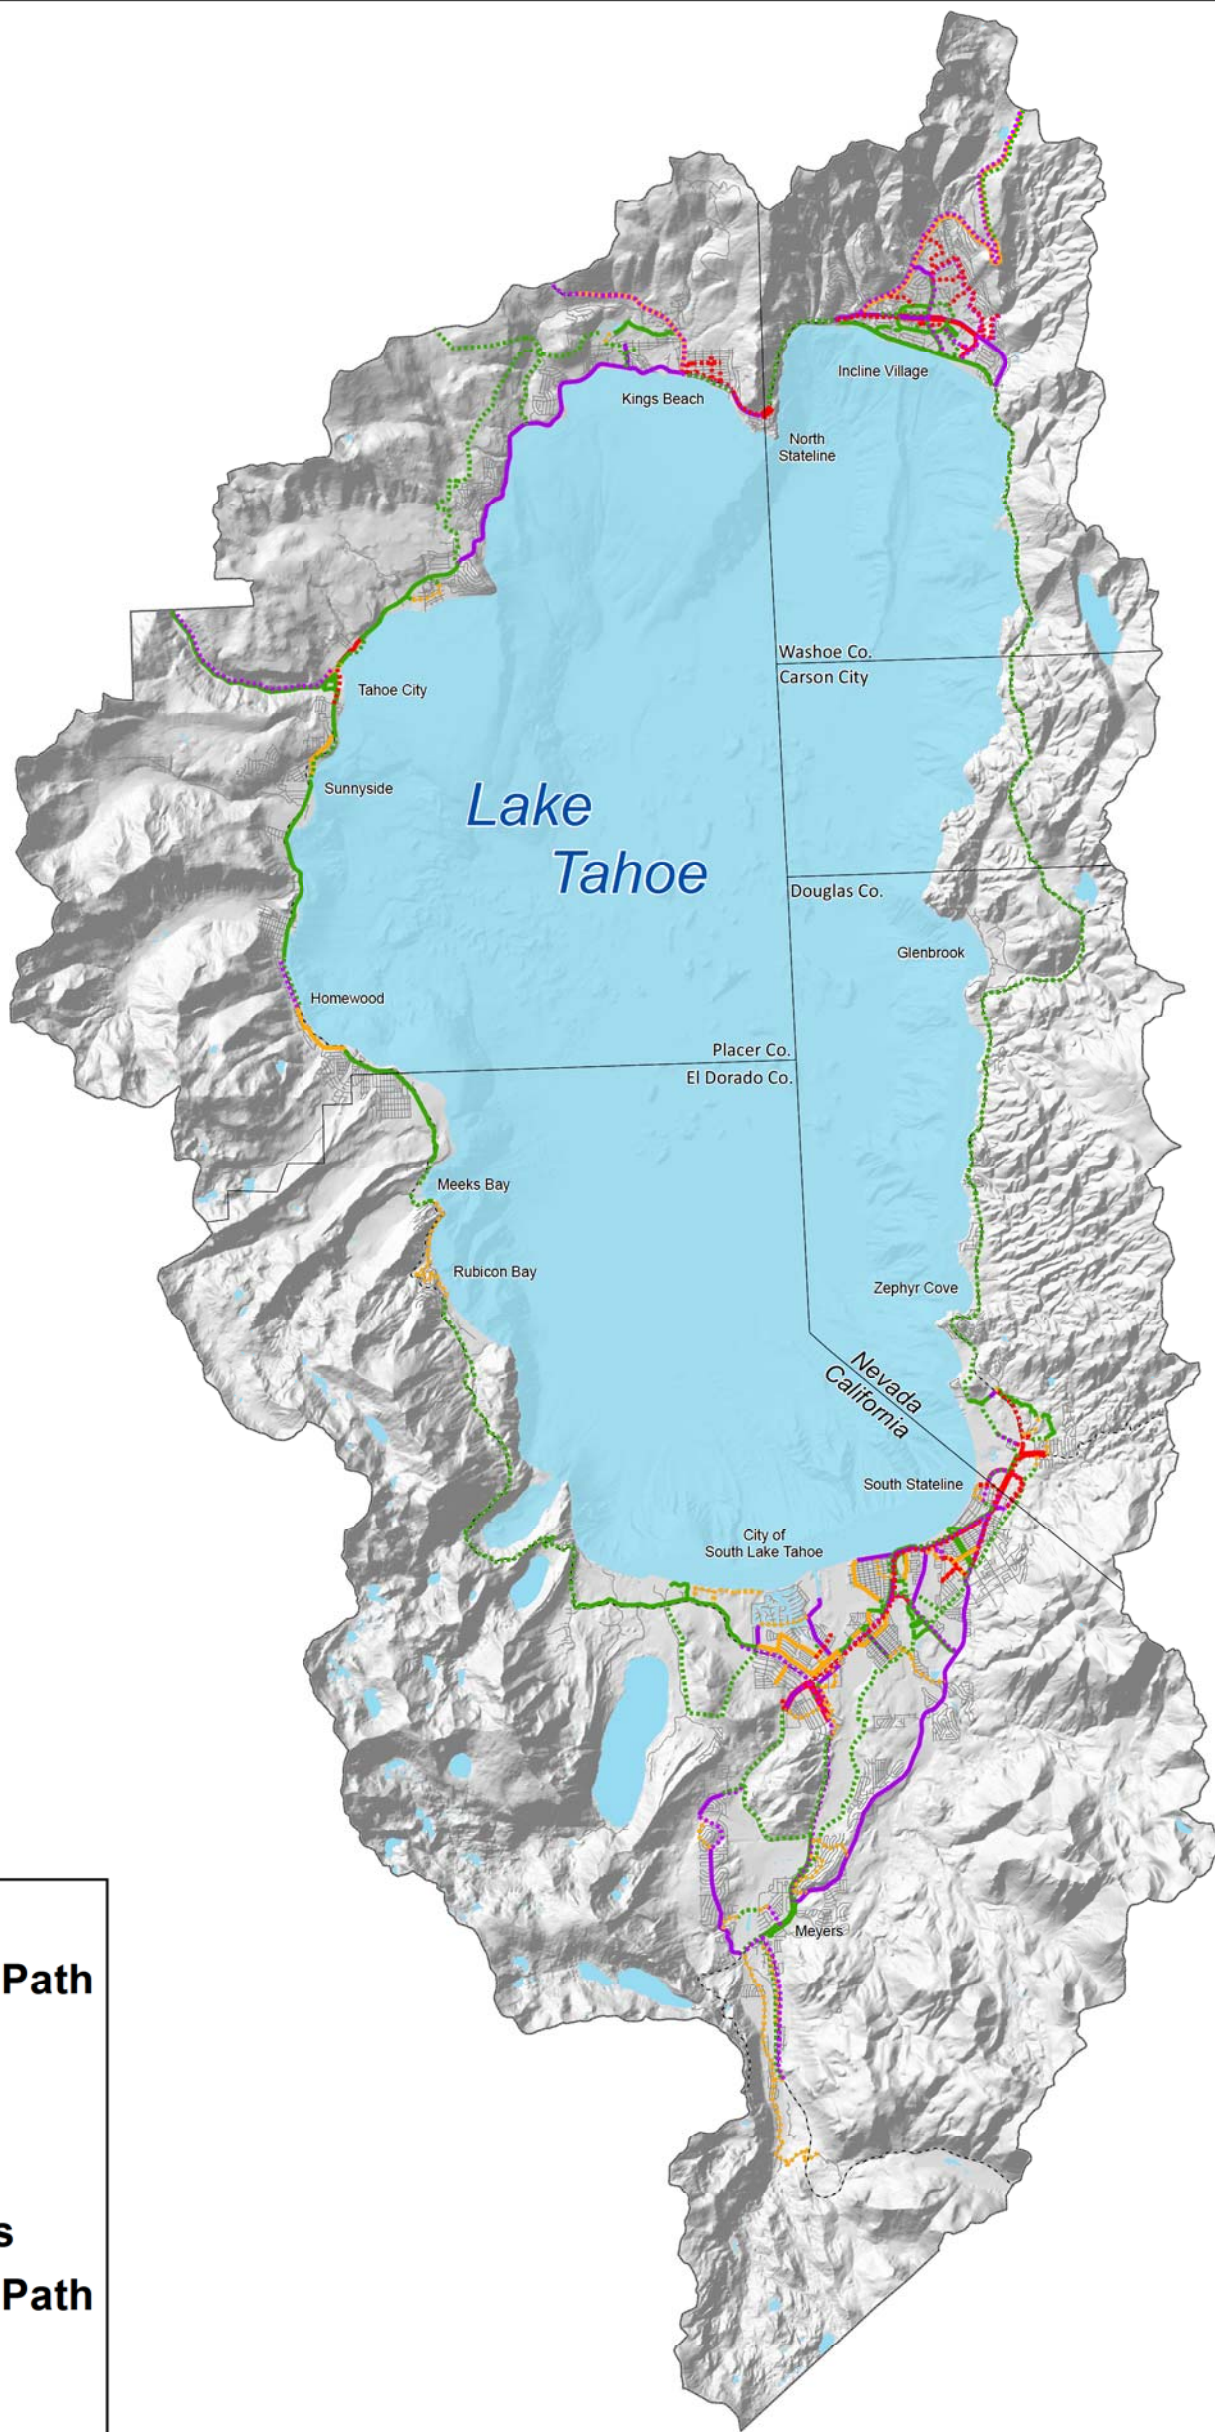 Incline Village
Kings Beach
North
Stateline
Washoe Co.
Carson City
Tahoe City
Sunnyside
Lake
Tahoe
Douglas Co.
Glenbrook
Homewood
Placer Co.
El Dorado Co.
Meeks Bay
Rubicon Bay
Zephyr Cove
Nevada
California
South Stateline
City of
South Lake Tahoe
Meyers
Path
s
Path